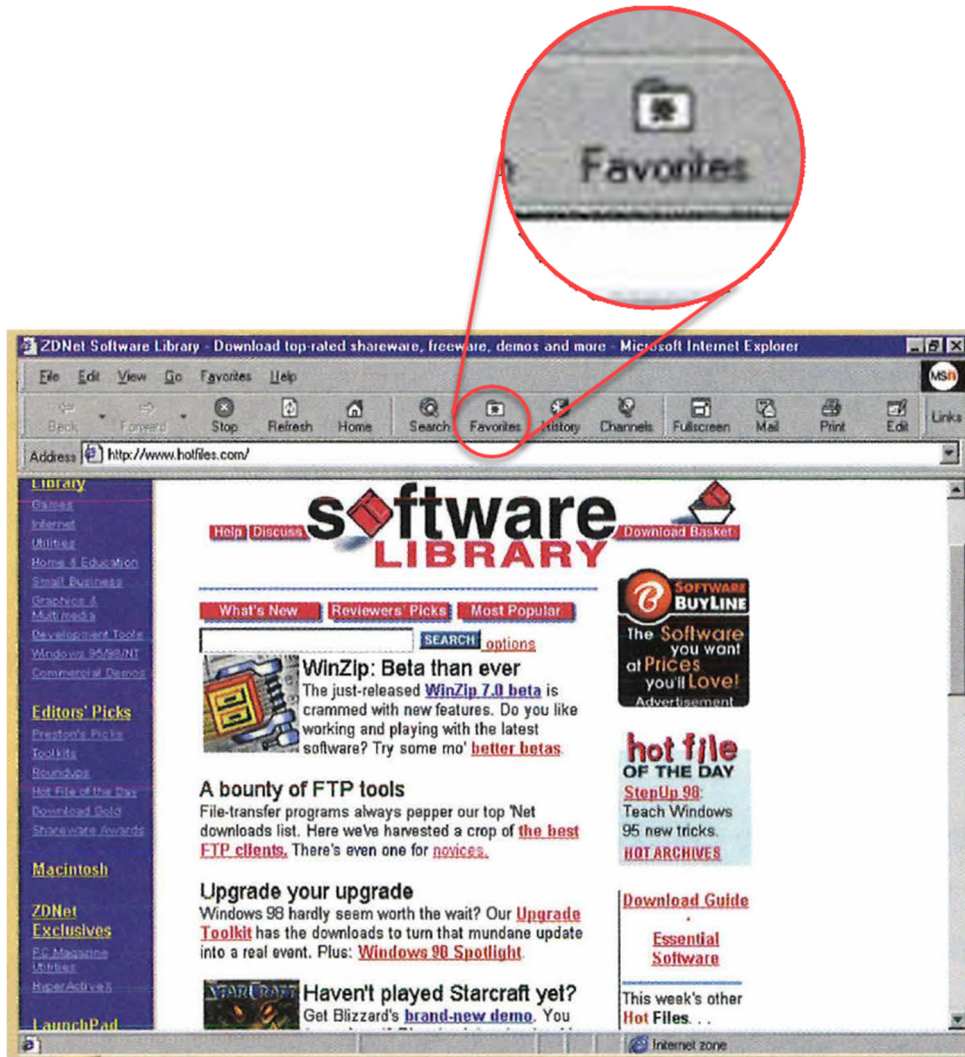 Favorites
ZDNet Software Library - Download top-rated shareware, freeware, demos and more - Microsoft Internet Explorer
File Edit View Go Favorites Help
msn
Back Forward Stop Refresh Home Search Favorites History Channels Fullscreen Mail Print Edit Links
Address http://www.hotfiles.com/
Library
Games
Internet
Utilities
Home & Education
Small Business
Graphics &
Multimedia
Development Tools
Windows 95/98/NT
Commercial Demos
Editors' Picks
Preston's Picks
Toolkits
Roundups
Hot File of the Day
Download Gold
Shareware Awards
Macintosh
ZDNet
Exclusives
PC Magazine
Utilities
HyperActiveX
LaunchPad
Help Discuss software Download Basket
LIBRARY
What's New Reviewers' Picks Most Popular
SEARCH options
WinZip: Beta than ever
The just-released WinZip 7.0 beta is
crammed with new features. Do you like
working and playing with the latest
software? Try some mo' better betas.
A bounty of FTP tools
File-transfer programs always pepper our top 'Net
downloads list. Here we've harvested a crop of the best
FTP clients. There's even one for novices.
Upgrade your upgrade
Windows 98 hardly seem worth the wait? Our Upgrade
Toolkit has the downloads to turn that mundane update
into a real event. Plus: Windows 98 Spotlight.
STARCRAFT
Haven't played Starcraft yet?
Get Blizzard's brand-new demo. You
B SOFTWARE
BUYLINE
The Software
you want
at Prices
you'll Love!
Advertisement
hot file
OF THE DAY
StepUp 98:
Teach Windows
95 new tricks.
HOT ARCHIVES
Download Guide
Essential
Software
This week's other
Hot Files. . .
Internet zone